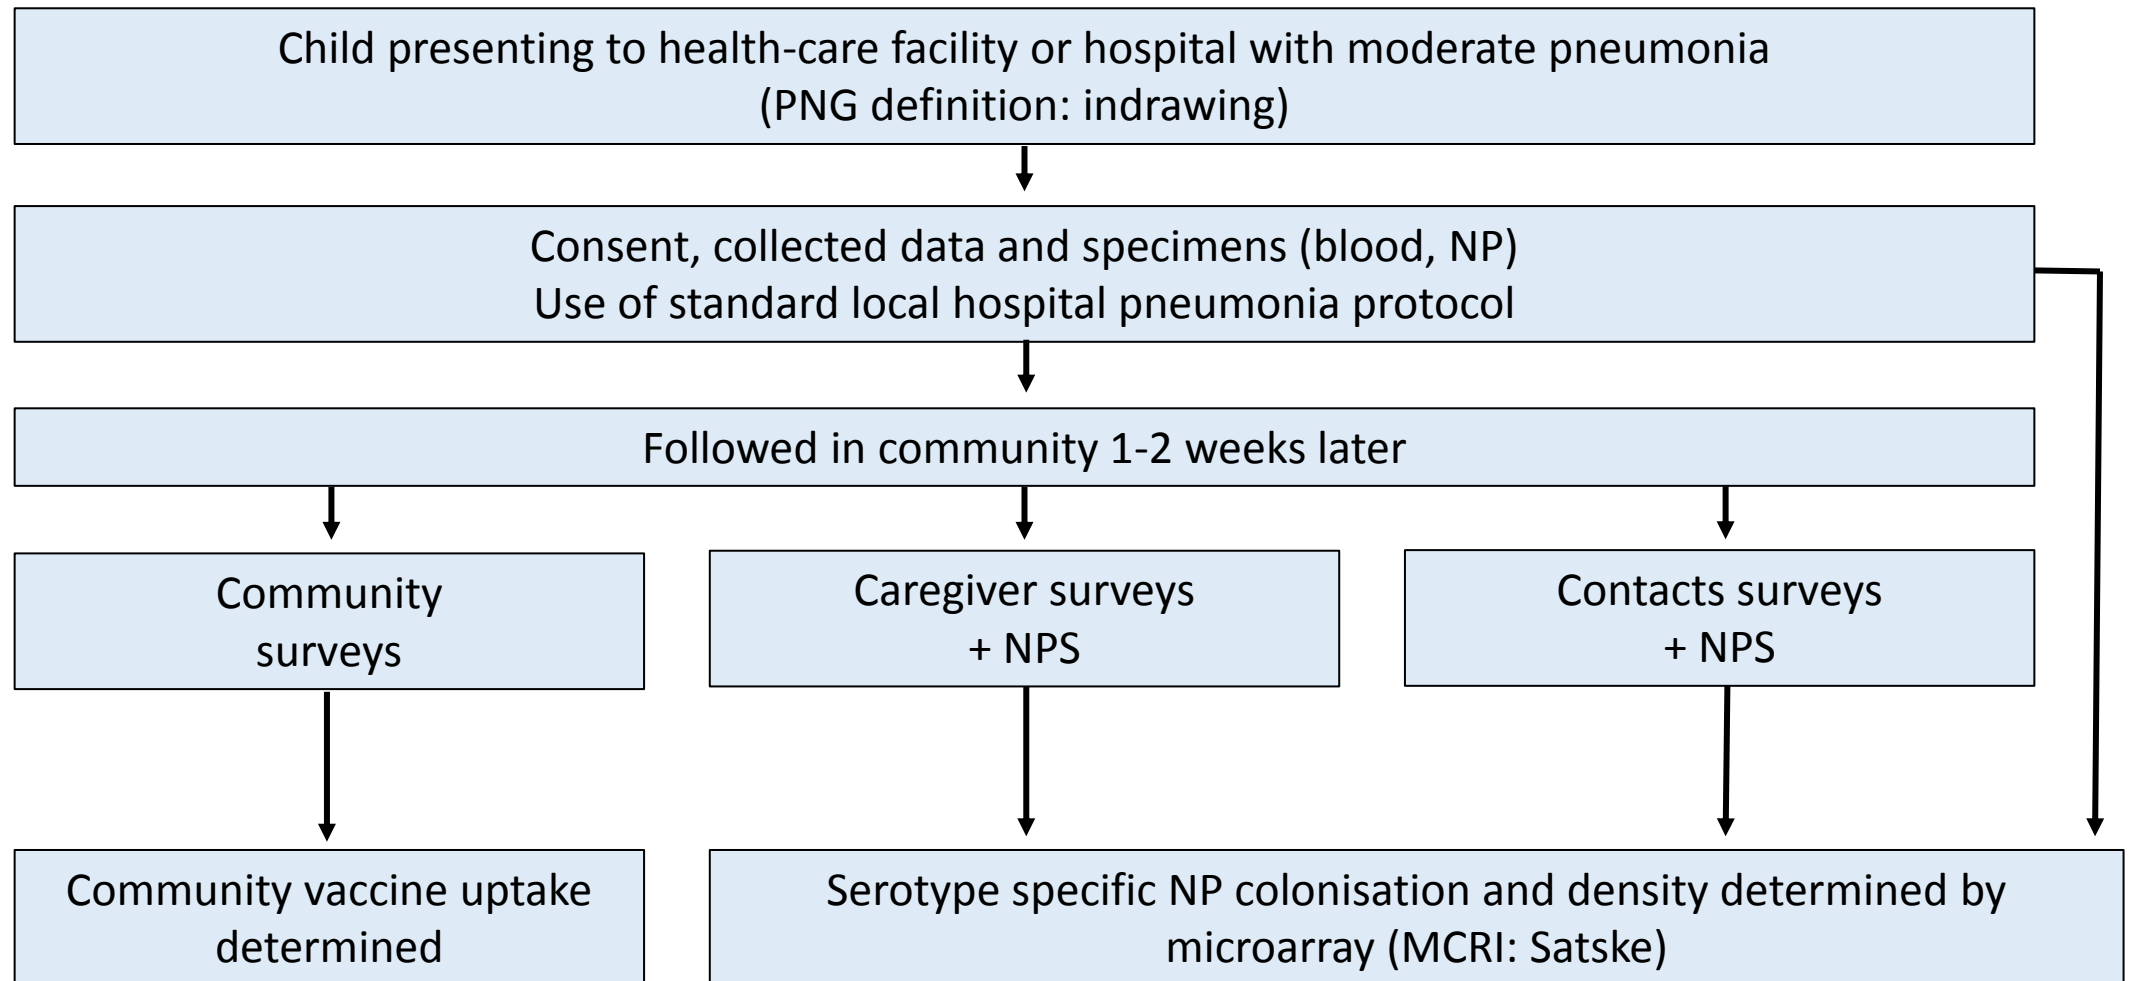 Child presenting to health-care facility or hospital with moderate pneumonia
(PNG definition: indrawing)
Consent, collected data and specimens (blood, NP)
Use of standard local hospital pneumonia protocol
Followed in community 1-2 weeks later
Community
surveys
Caregiver surveys
+ NPS
Contacts surveys
+ NPS
Community vaccine uptake
determined
Serotype specific NP colonisation and density determined by
microarray (MCRI: Satske)